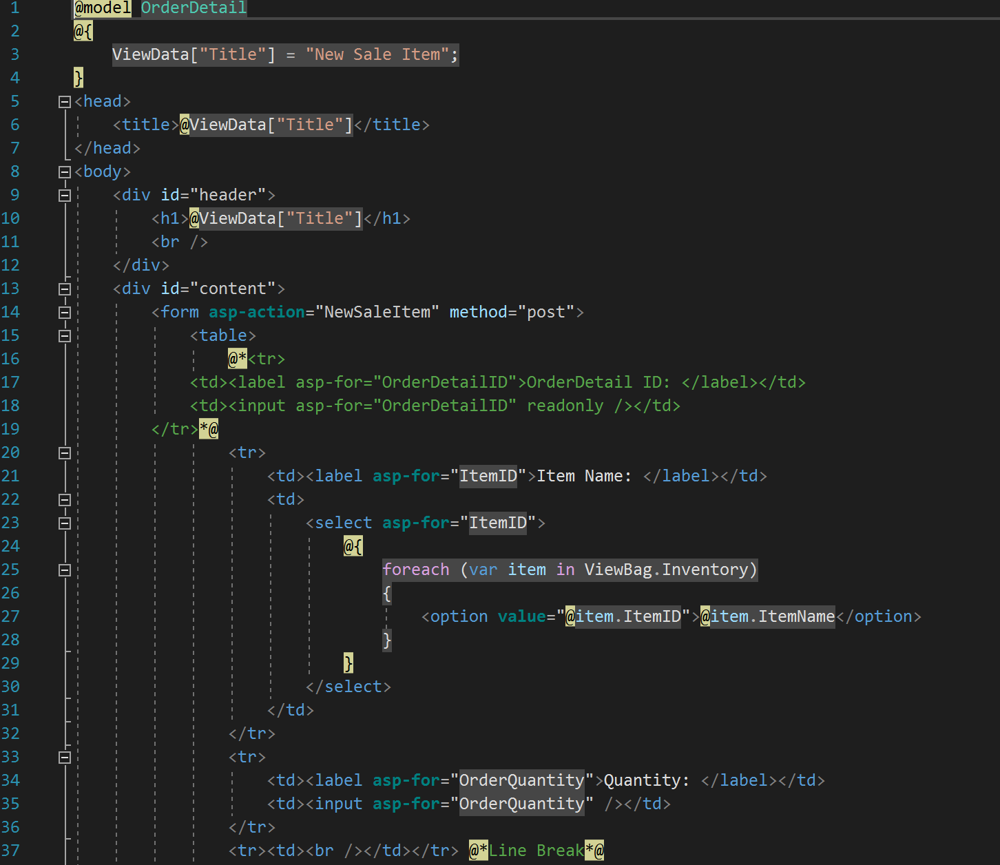 1 @model OrderDetail
2 @{
3 ViewData["Title"] = "New Sale Item";
4 }
5 <head>
6 <title>@ViewData["Title"]</title>
7 </head>
8 <body>
9 <div id="header">
10 <h1>@ViewData["Title"]</h1>
11 <br />
12 </div>
13 <div id="content">
14 <form asp-action="NewSaleItem" method="post">
15 <table>
16 @*<tr>
17 <td><label asp-for="OrderDetailID">OrderDetail ID: </label></td>
18 <td><input asp-for="OrderDetailID" readonly /></td>
19 </tr>*@
20 <tr>
21 <td><label asp-for="ItemID">Item Name: </label></td>
22 <td>
23 <select asp-for="ItemID">
24 @{
25 foreach (var item in ViewBag.Inventory)
26 {
27 <option value="@item.ItemID">@item.ItemName</option>
28 }
29 }
30 </select>
31 </td>
32 </tr>
33 <tr>
34 <td><label asp-for="OrderQuantity">Quantity: </label></td>
35 <td><input asp-for="OrderQuantity" /></td>
36 </tr>
37 <tr><td><br /></td></tr> @*Line Break*@